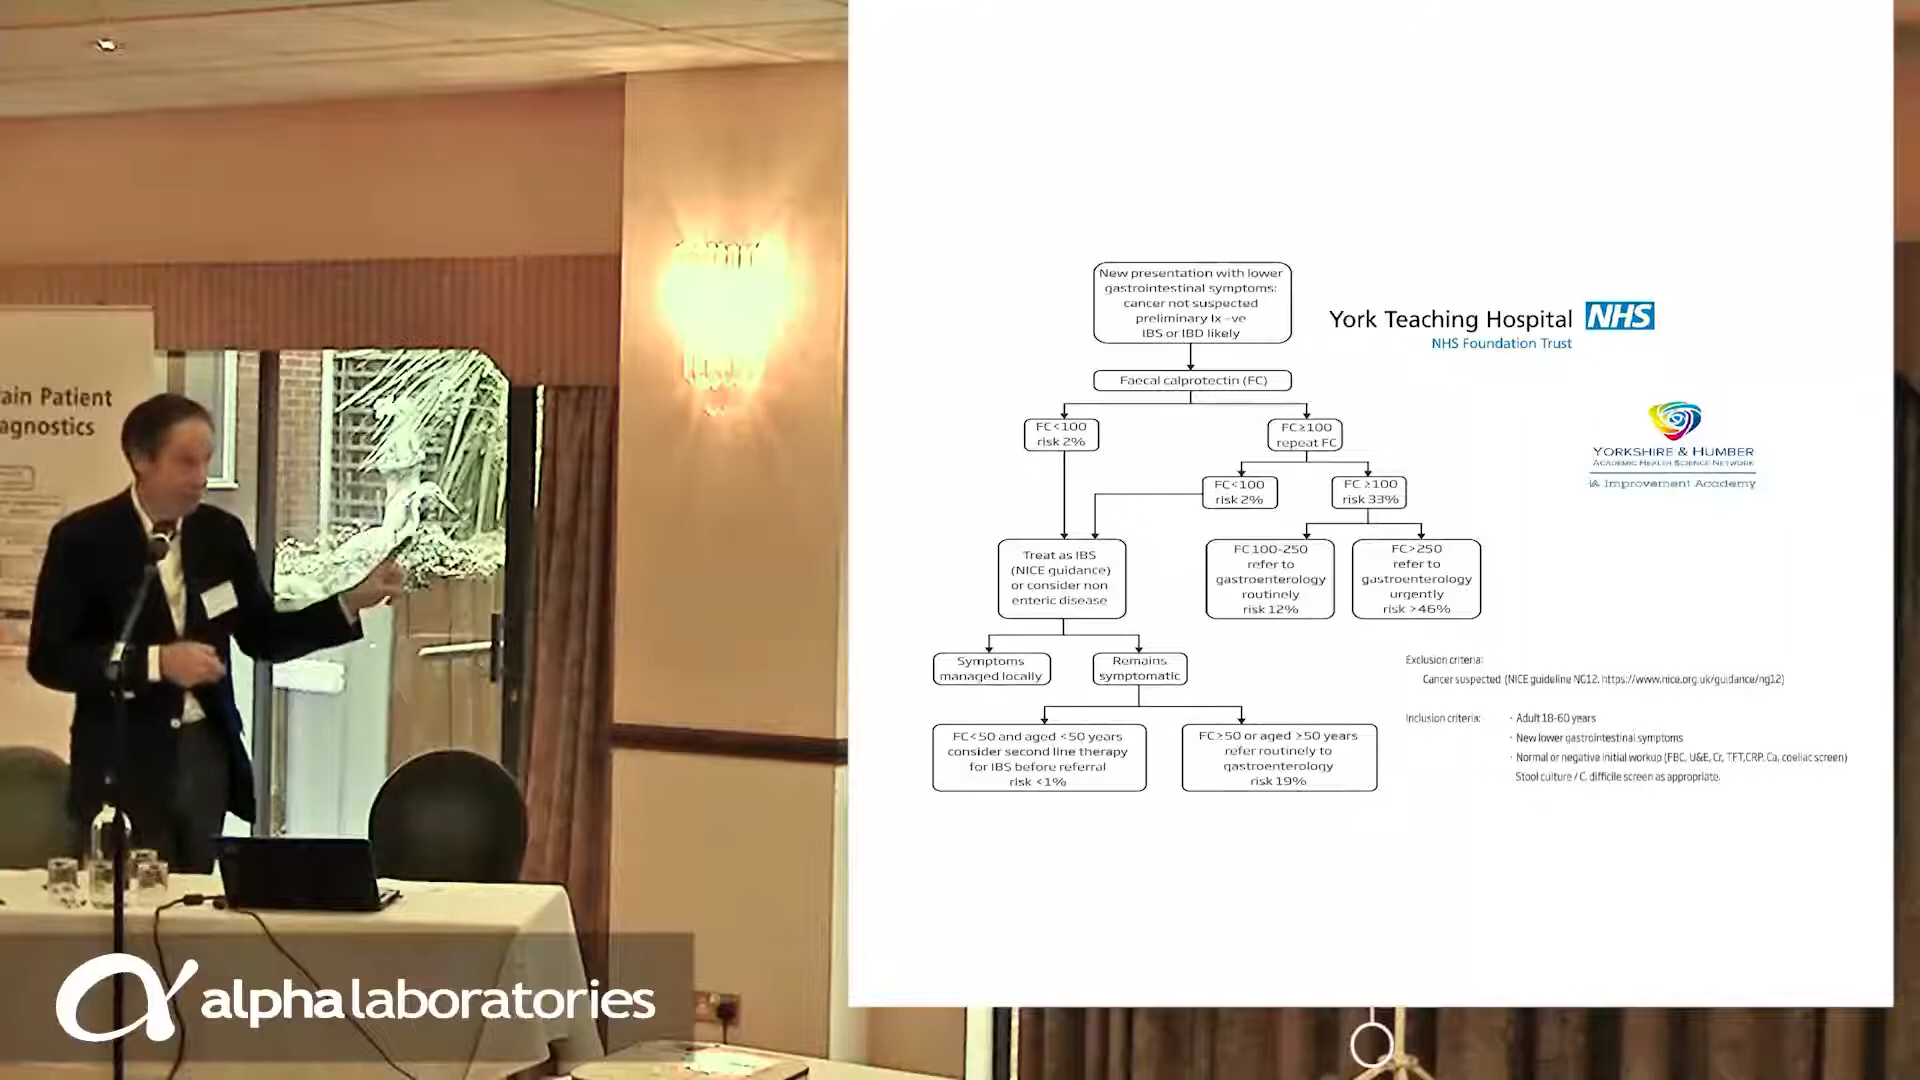 ain Patient
agnostics
alphalaboratories
New presentation with lower
gastrointestinal symptoms:
cancer not suspected
preliminary Ix -ve
IBS or IBD likely
Faecal calprotectin (FC)
FC<100
risk 2%
FC≥100
repeat FC
FC<100
risk 2%
FC ≥100
risk 33%
Treat as IBS
(NICE guidance)
or consider non
enteric disease
FC 100-250
refer to
gastroenterology
routinely
risk 12%
FC>250
refer to
gastroenterology
urgently
risk >46%
Symptoms
managed locally
Remains
symptomatic
FC<50 and aged <50 years
consider second line therapy
for IBS before referral
risk <1%
FC≥50 or aged ≥50 years
refer routinely to
gastroenterology
risk 19%
York Teaching Hospital NHS
NHS Foundation Trust
YORKSHIRE & HUMBER
ACADEMIC HEALTH SCIENCE NETWORK
IA Improvement Academy
Exclusion criteria:
Cancer suspected (NICE guideline NG12. https://www.nice.org.uk/guidance/ng12)
Inclusion criteria: · Adult 18-60 years
· New lower gastrointestinal symptoms
· Normal or negative initial workup (FBC, U&E, Cr, TFT,CRP, Ca, coeliac screen)
Stool culture / C. difficile screen as appropriate.